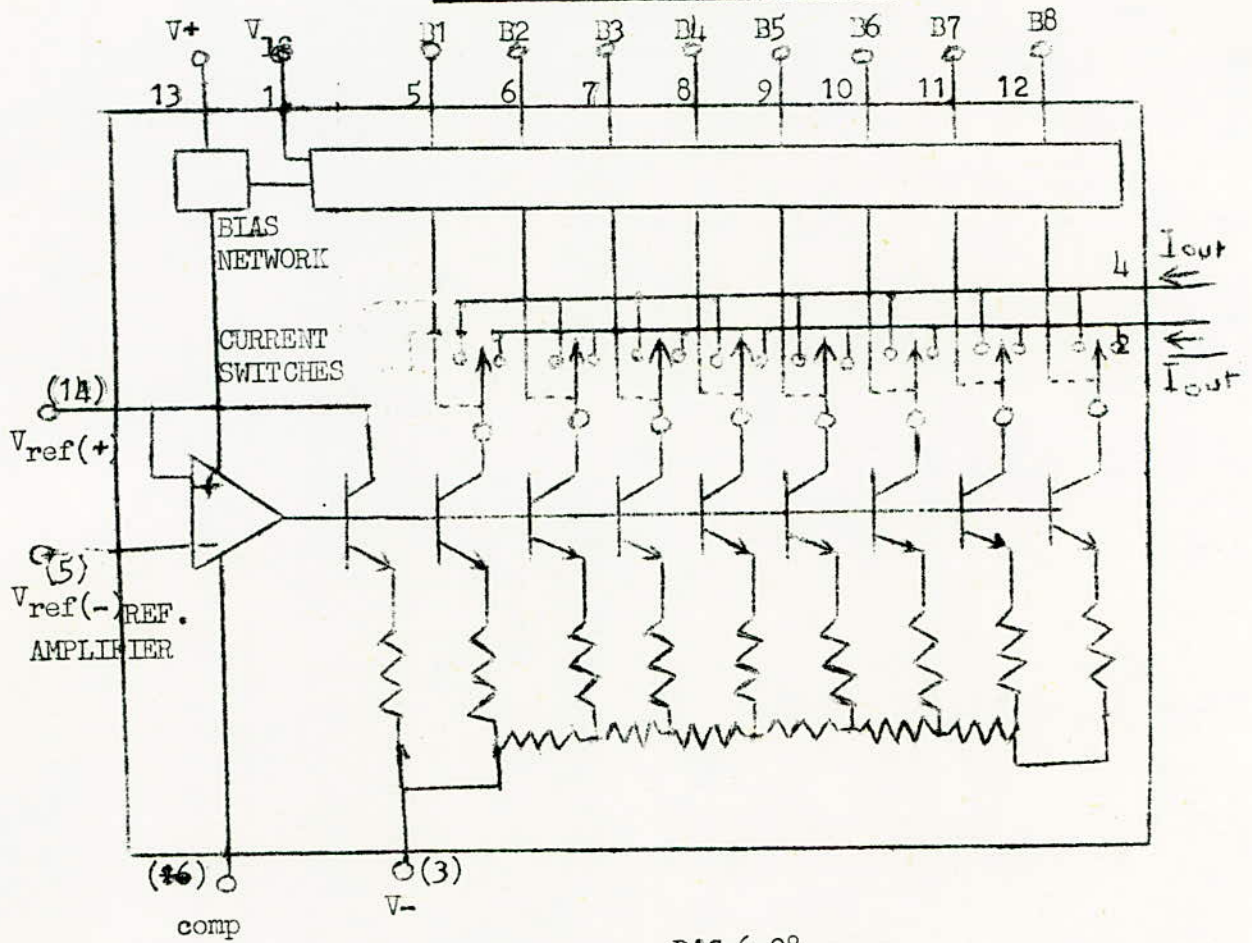 V+ V16 B1 B2 B3 B4 B5 B6 B7 B8
13 1 5 6 7 8 9 10 11 12
BIAS
NETWORK
4 Iout
CURRENT
SWITCHES
2
Iout
(14)
Vref(+)
+
−
(5)
Vref(-) REF.
AMPLIFIER
(16)
comp
(3)
V-